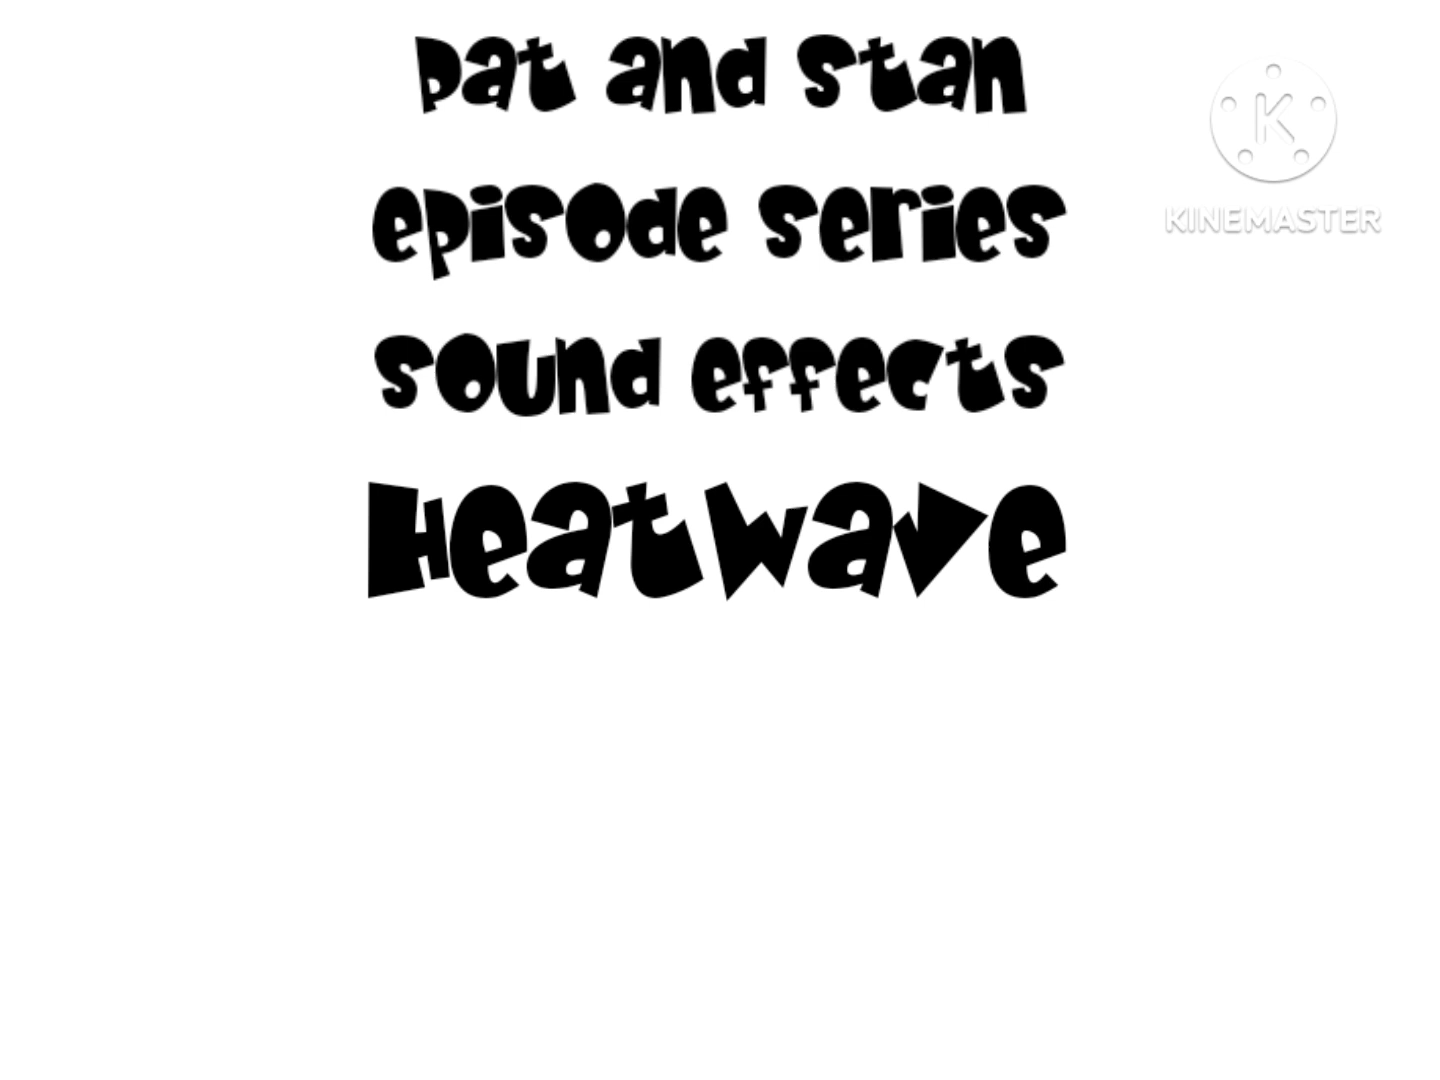 Pat and Stan
episode series
sound effects
Heatwave
K
KINEMASTER